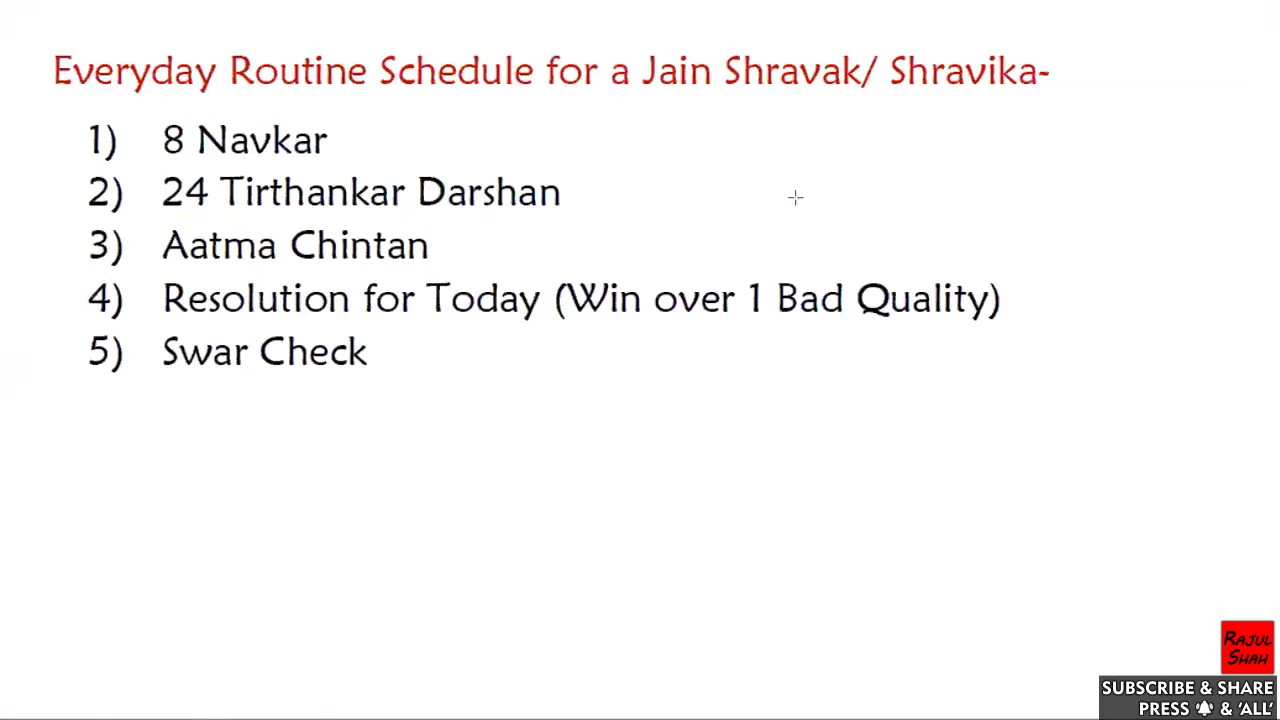 Everyday Routine Schedule for a Jain Shravak/ Shravika-
1) 8 Navkar
2) 24 Tirthankar Darshan
3) Aatma Chintan
4) Resolution for Today (Win over 1 Bad Quality)
5) Swar Check
RAJUL
SHAH
SUBSCRIBE & SHARE
PRESS 🔔 & 'ALL'